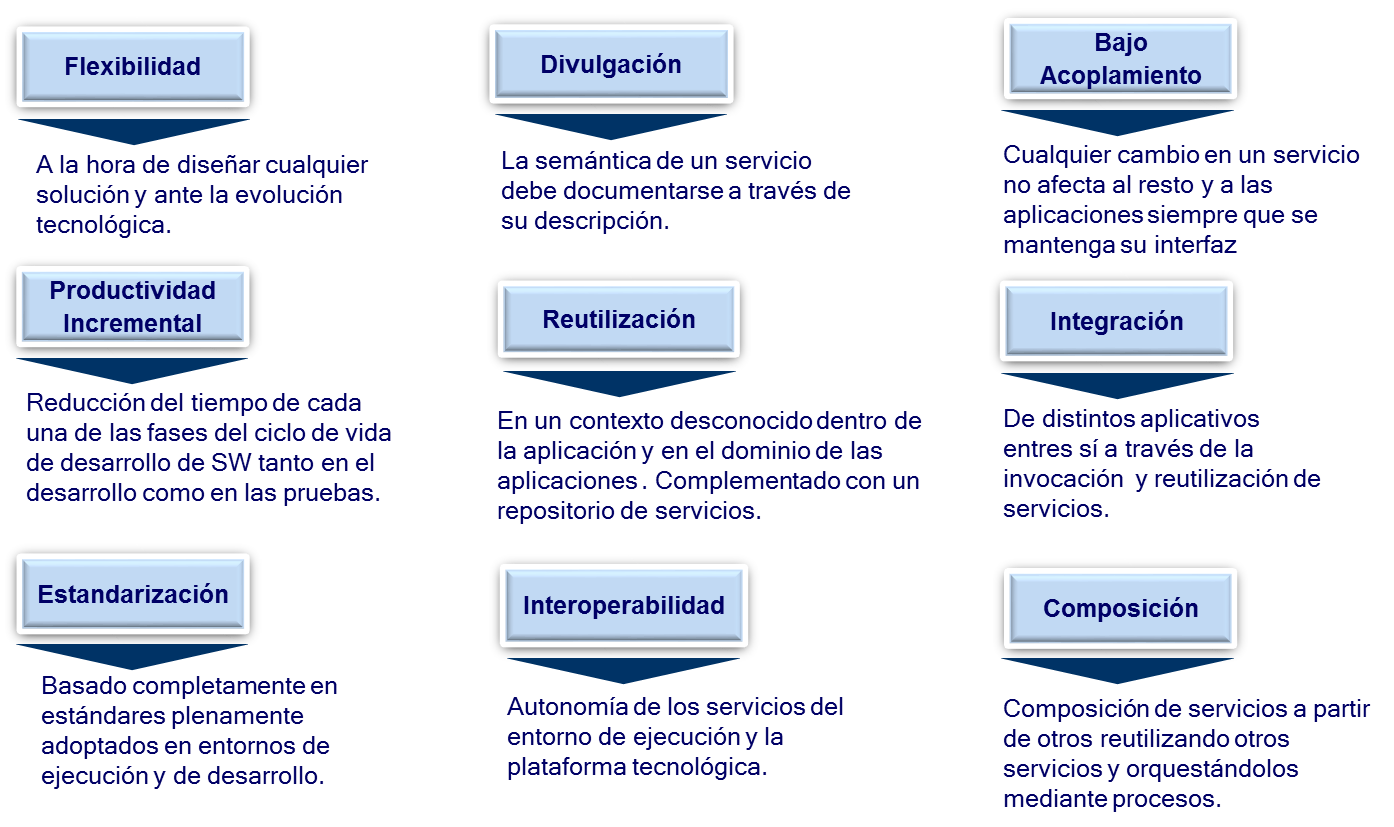 Flexibilidad
A la hora de diseñar cualquier
solución y ante la evolución
tecnológica.
Divulgación
La semántica de un servicio
debe documentarse a través de
su descripción.
Bajo
Acoplamiento
Cualquier cambio en un servicio
no afecta al resto y a las
aplicaciones siempre que se
mantenga su interfaz
Productividad
Incremental
Reducción del tiempo de cada
una de las fases del ciclo de vida
de desarrollo de SW tanto en el
desarrollo como en las pruebas.
Reutilización
En un contexto desconocido dentro de
la aplicación y en el dominio de las
aplicaciones. Complementado con un
repositorio de servicios.
Integración
De distintos aplicativos
entres sí a través de la
invocación y reutilización de
servicios.
Estandarización
Basado completamente en
estándares plenamente
adoptados en entornos de
ejecución y de desarrollo.
Interoperabilidad
Autonomía de los servicios del
entorno de ejecución y la
plataforma tecnológica.
Composición
Composición de servicios a partir
de otros reutilizando otros
servicios y orquestándolos
mediante procesos.